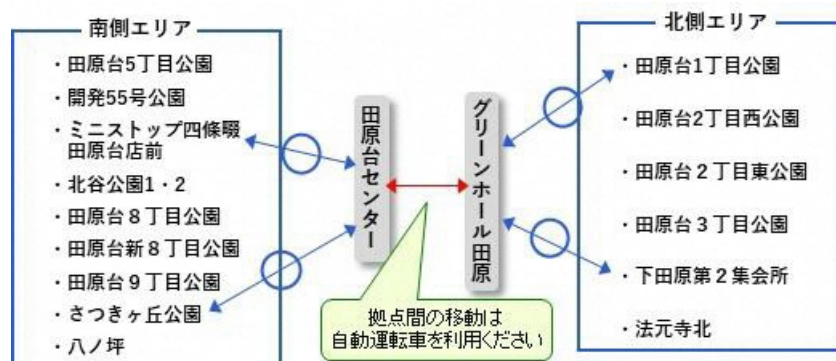 南側エリア
・田原台5丁目公園
・開発55号公園
・ミニストップ四條畷
田原台店前
・北谷公園1・2
・田原台８丁目公園
・田原台新８丁目公園
・田原台９丁目公園
・さつきヶ丘公園
・八ノ坪
田原台センター
グリーンホール田原
拠点間の移動は
自動運転車を利用ください
北側エリア
・田原台1丁目公園
・田原台2丁目西公園
・田原台２丁目東公園
・田原台３丁目公園
・下田原第２集会所
・法元寺北